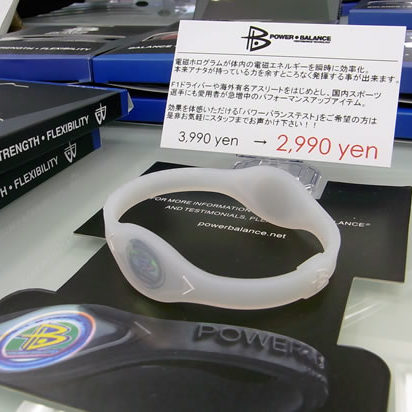 POWER • BALANCE
電磁ホログラムが体内の電磁エネルギーを瞬時に効率化。
本来アナタが持っている力を余すところなく発揮する事が出来ます。
F1ドライバーや海外有名アスリートをはじめとし、国内スポーツ
選手にも愛用者が急増中のパフォーマンスアップアイテム。
効果を体感いただける「パワーバランステスト」をご希望の方は
是非お気軽にスタッフまでお声かけ下さい！！
3,990 yen → 2,990 yen
STRENGTH • FLEXIBILITY
FLEXIBILITY
FOR MORE INFORMATION
AND TESTIMONIALS, PLEASE
BALANCE®
powerbalance.net
POWER